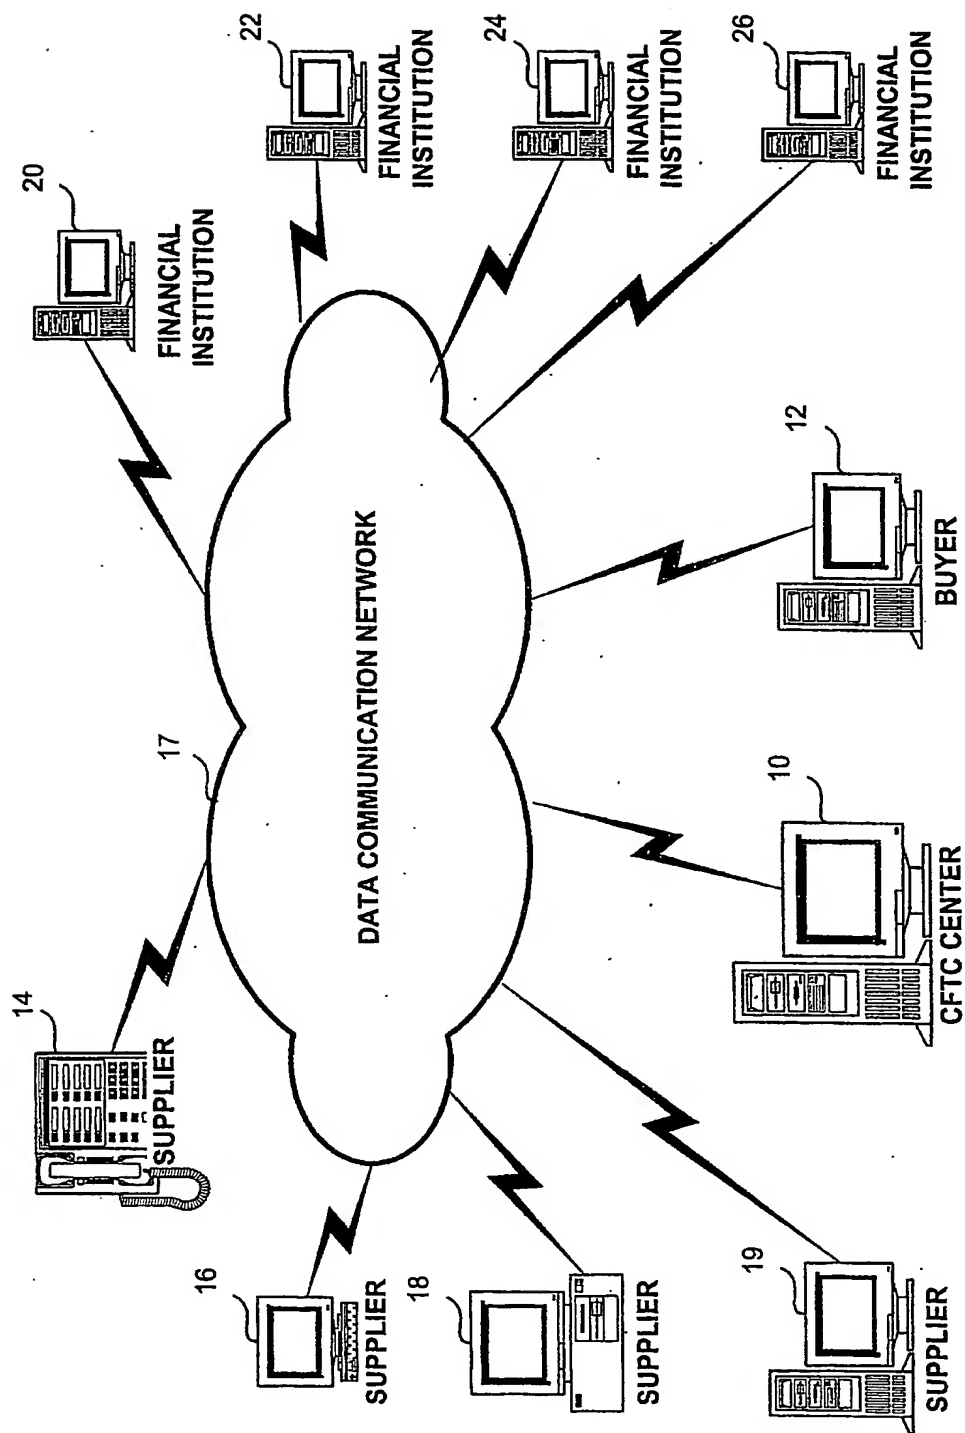 14
SUPPLIER
17
20
FINANCIAL
INSTITUTION
16
SUPPLIER
22
FINANCIAL
INSTITUTION
18
SUPPLIER
DATA COMMUNICATION NETWORK
24
FINANCIAL
INSTITUTION
19
SUPPLIER
10
CFTC CENTER
12
BUYER
26
FINANCIAL
INSTITUTION